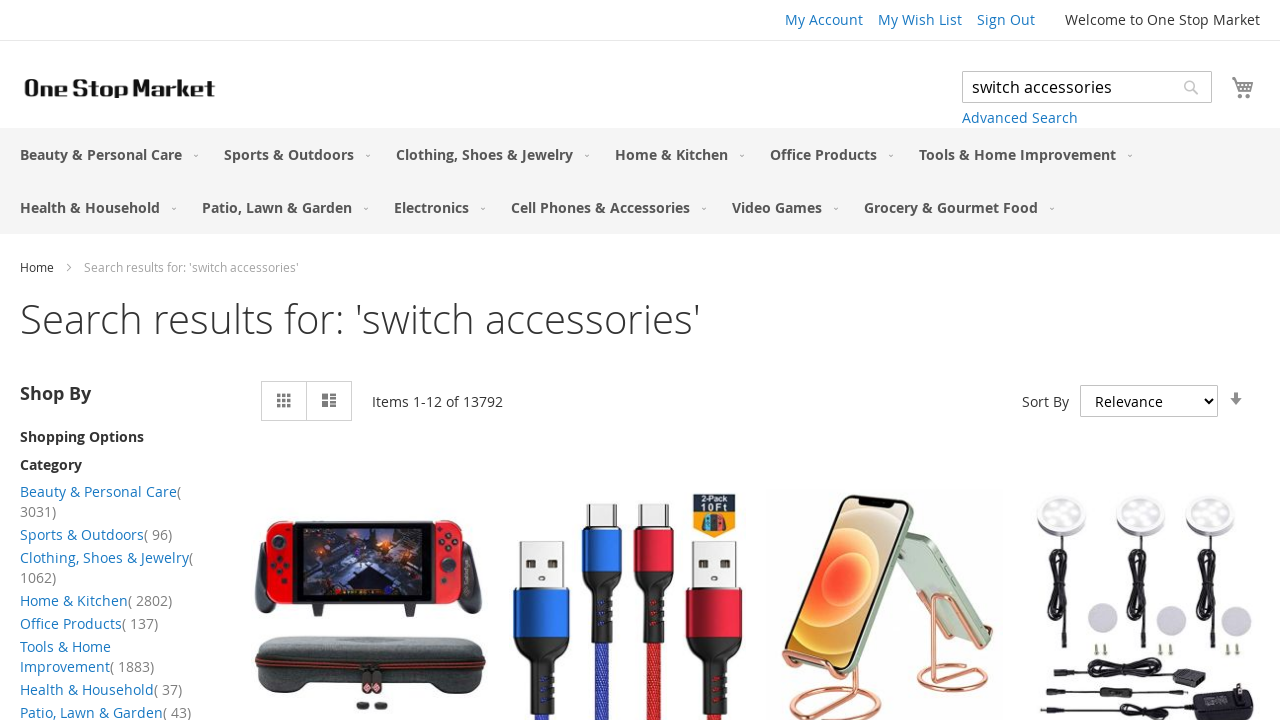 My Account My Wish List Sign Out Welcome to One Stop Market
One Stop Market
switch accessories
Advanced Search
Beauty & Personal Care Sports & Outdoors Clothing, Shoes & Jewelry Home & Kitchen Office Products Tools & Home Improvement
Health & Household Patio, Lawn & Garden Electronics Cell Phones & Accessories Video Games Grocery & Gourmet Food
Home Search results for: 'switch accessories'
Search results for: 'switch accessories'
Shop By
Items 1-12 of 13792
Sort By Relevance
Shopping Options
Category
Beauty & Personal Care( 3031)
Sports & Outdoors( 96)
Clothing, Shoes & Jewelry( 1062)
Home & Kitchen( 2802)
Office Products( 137)
Tools & Home
Improvement( 1883)
Health & Household( 37)
Patio, Lawn & Garden( 43)
2-Pack
10Ft